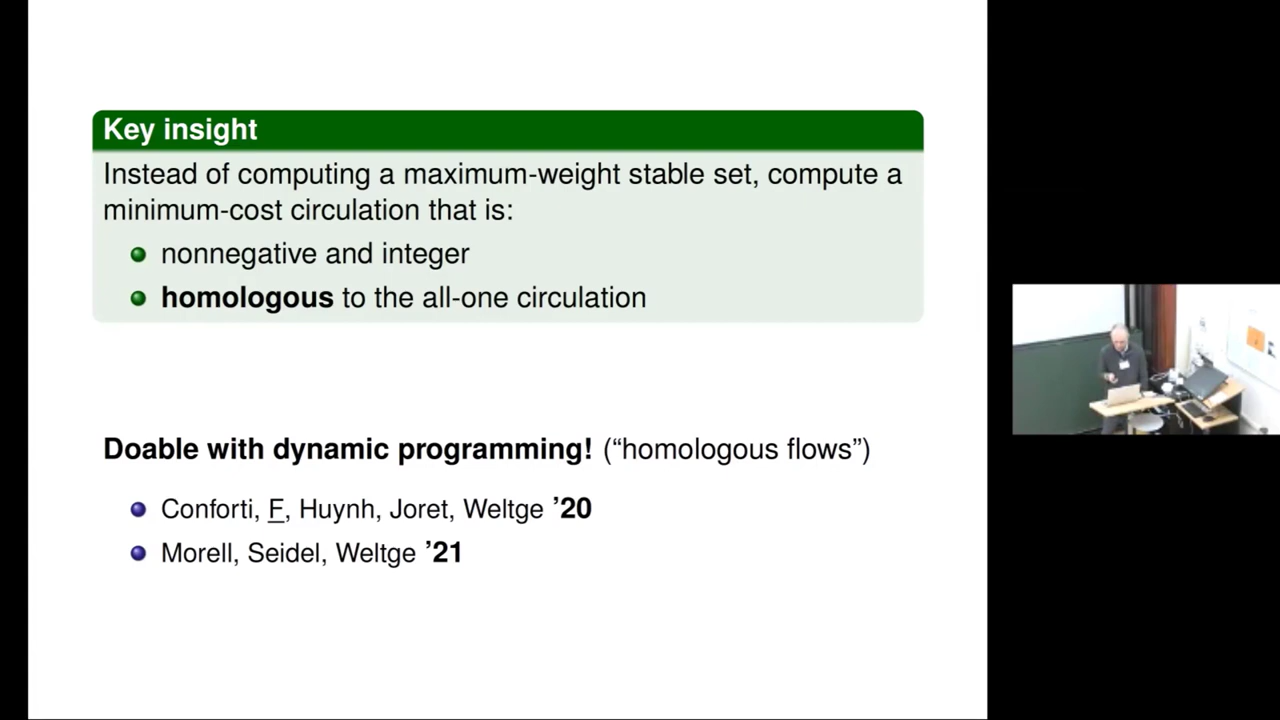 Key insight
Instead of computing a maximum-weight stable set, compute a
minimum-cost circulation that is:
nonnegative and integer
homologous to the all-one circulation
Doable with dynamic programming! (“homologous flows”)
Conforti, F, Huynh, Joret, Weltge ’20
Morell, Seidel, Weltge ’21